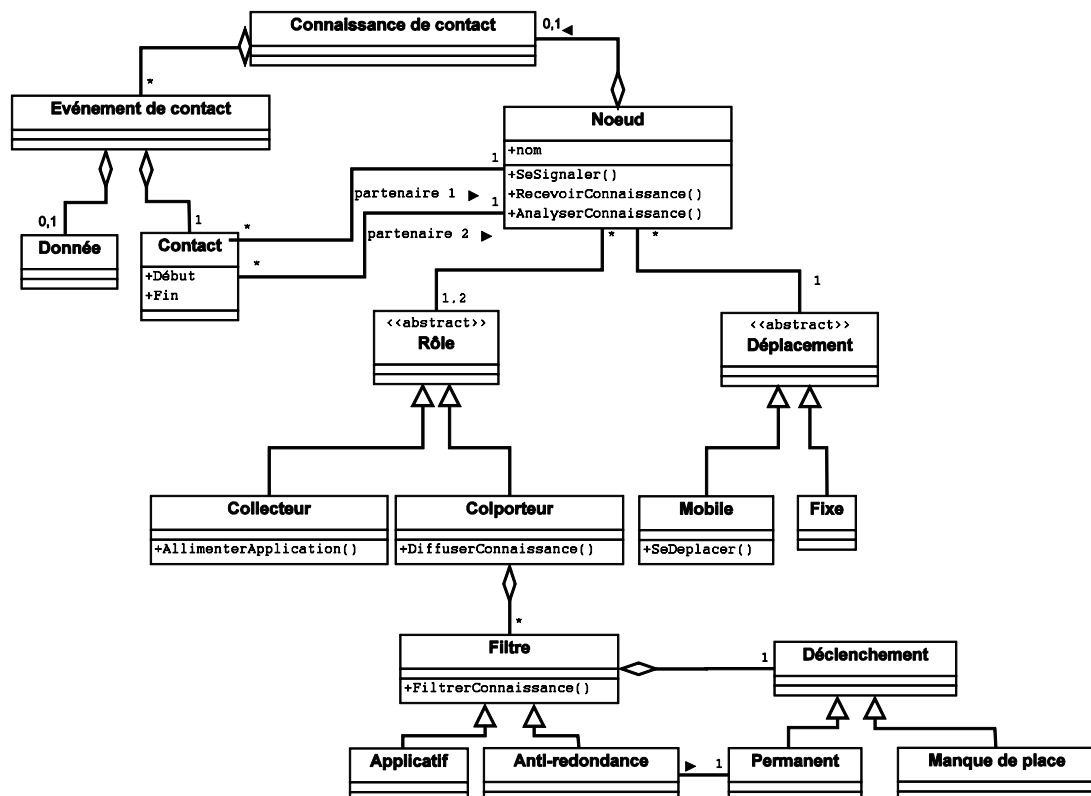 Connaissance de contact
0,1
*
Evénement de contact
Noeud
+nom
+SeSignaler()
+RecevoirConnaissance()
+AnalyserConnaissance()
1
partenaire 1
1
partenaire 2
0,1
1
*
*
Donnée
Contact
+Début
+Fin
*
*
1,2
1
<<abstract>>
Rôle
<<abstract>>
Déplacement
Collecteur
+AllimenterApplication()
Colporteur
+DiffuserConnaissance()
Mobile
+SeDeplacer()
Fixe
*
Filtre
+FiltrerConnaissance()
1
Déclenchement
Applicatif
Anti-redondance
1
Permanent
Manque de place